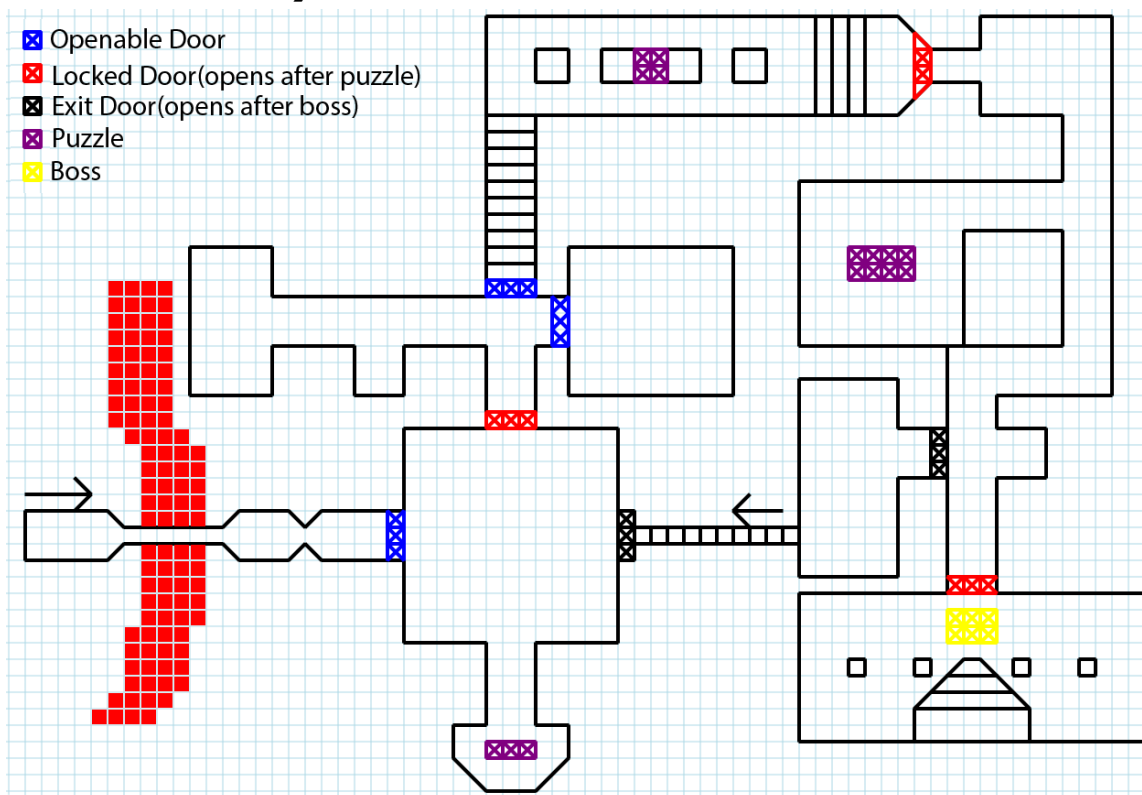 Openable Door
Locked Door(opens after puzzle)
Exit Door(opens after boss)
Puzzle
Boss